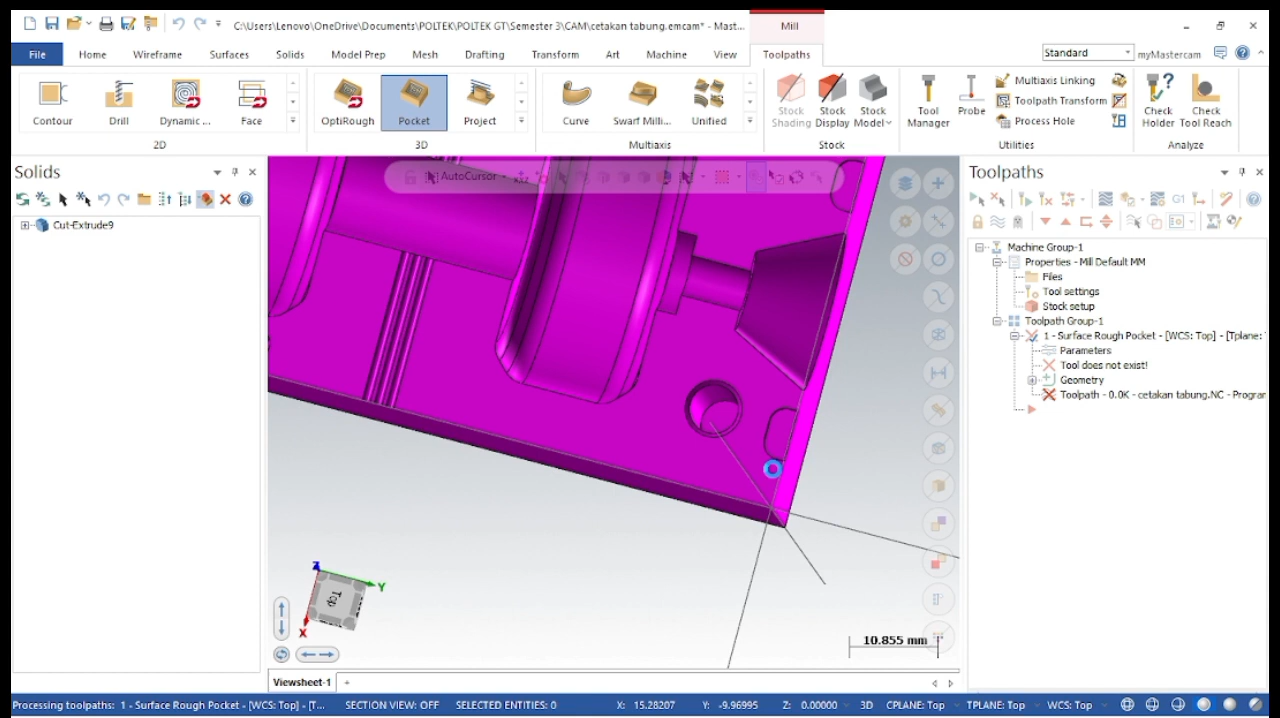 C:\Users\Lenovo\OneDrive\Documents\POLTEK\POLTEK GT\Semester 3\CAM\cetakan tabung.emcam* - Mast...
Mill
File
Home
Wireframe
Surfaces
Solids
Model Prep
Mesh
Drafting
Transform
Art
Machine
View
Toolpaths
Standard
myMastercam
Contour
Drill
Dynamic ...
Face
OptiRough
Pocket
Project
Curve
Swarf Milli...
Unified
Stock Shading
Stock Display
Stock Model
Tool Manager
Probe
Multiaxis Linking
Toolpath Transform
Process Hole
Check Holder
Check Tool Reach
2D
3D
Multiaxis
Stock
Utilities
Analyze
Solids
Cut-Extrude9
AutoCursor
Toolpaths
G1
Machine Group-1
Properties - Mill Default MM
Files
Tool settings
Stock setup
Toolpath Group-1
1 - Surface Rough Pocket - [WCS: Top] - [Tplane:
Parameters
Tool does not exist!
Geometry
Toolpath - 0.0K - cetakan tabung.NC - Progran
Z
Y
X
Top
10.855 mm
Viewsheet-1
+
Processing toolpaths: 1 - Surface Rough Pocket - [WCS: Top] - [T...
SECTION VIEW: OFF
SELECTED ENTITIES: 0
X: 15.28207
Y: -9.96995
Z: 0.00000
3D
CPLANE: Top
TPLANE: Top
WCS: Top